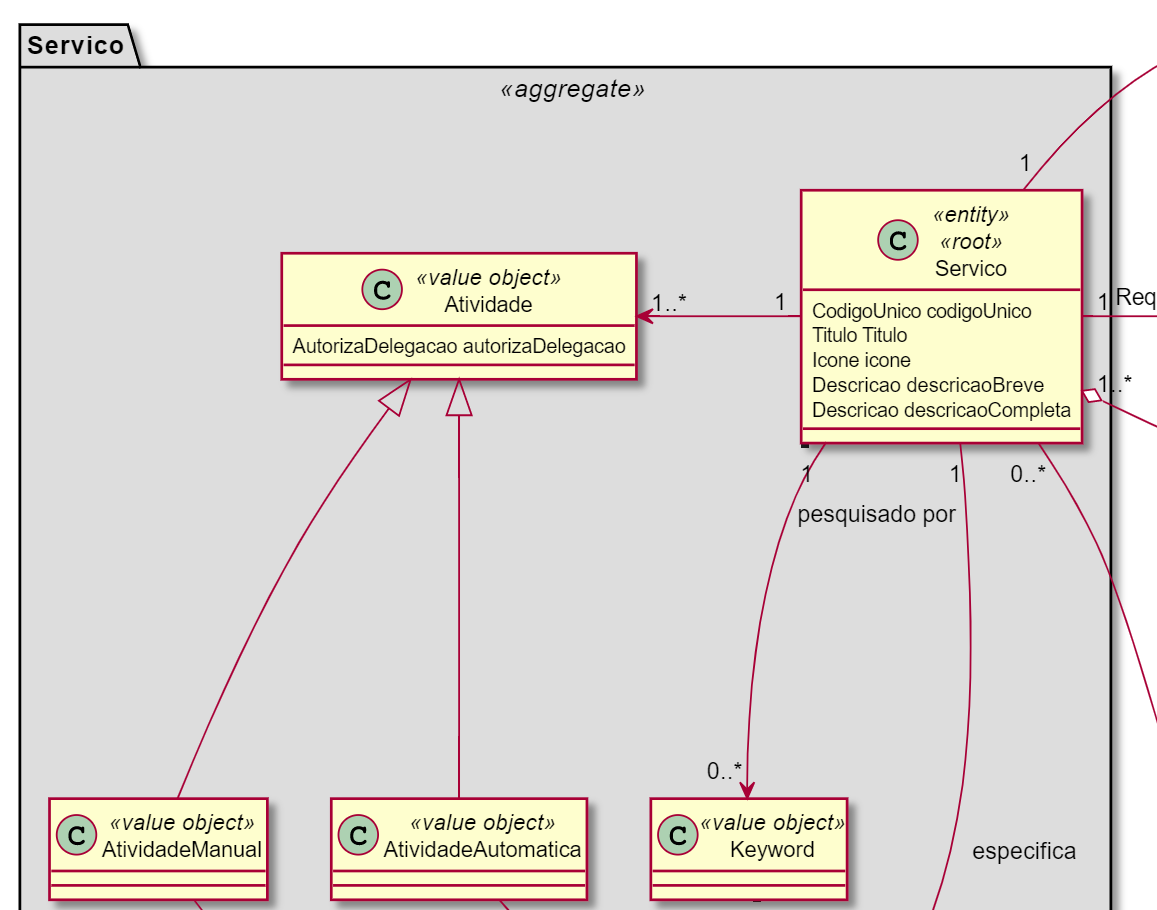 Servico
«aggregate»
1
«entity»
«root»
C
Servico
CodigoUnico codigoUnico
Titulo Titulo
Icone icone
Descricao descricaoBreve
Descricao descricaoCompleta
«value object»
C
Atividade
AutorizaDelegacao autorizaDelegacao
1..*
1
1
Req
1..*
1
1
0..*
pesquisado por
0..*
«value object»
C
AtividadeManual
«value object»
C
AtividadeAutomatica
«value object»
C
Keyword
especifica